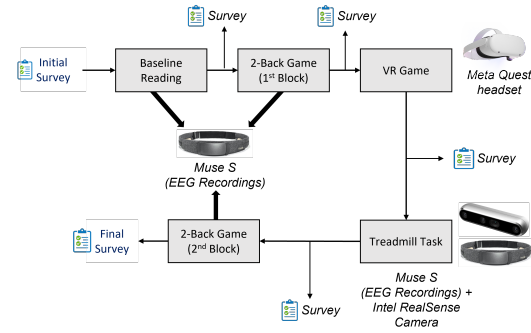 Survey
Survey
Initial
Survey
Baseline
Reading
2-Back Game
(1st Block)
VR Game
Meta Quest
headset
Muse S
(EEG Recordings)
Survey
Final
Survey
2-Back Game
(2nd Block)
Treadmill Task
Survey
Muse S
(EEG Recordings) +
Intel RealSense
Camera